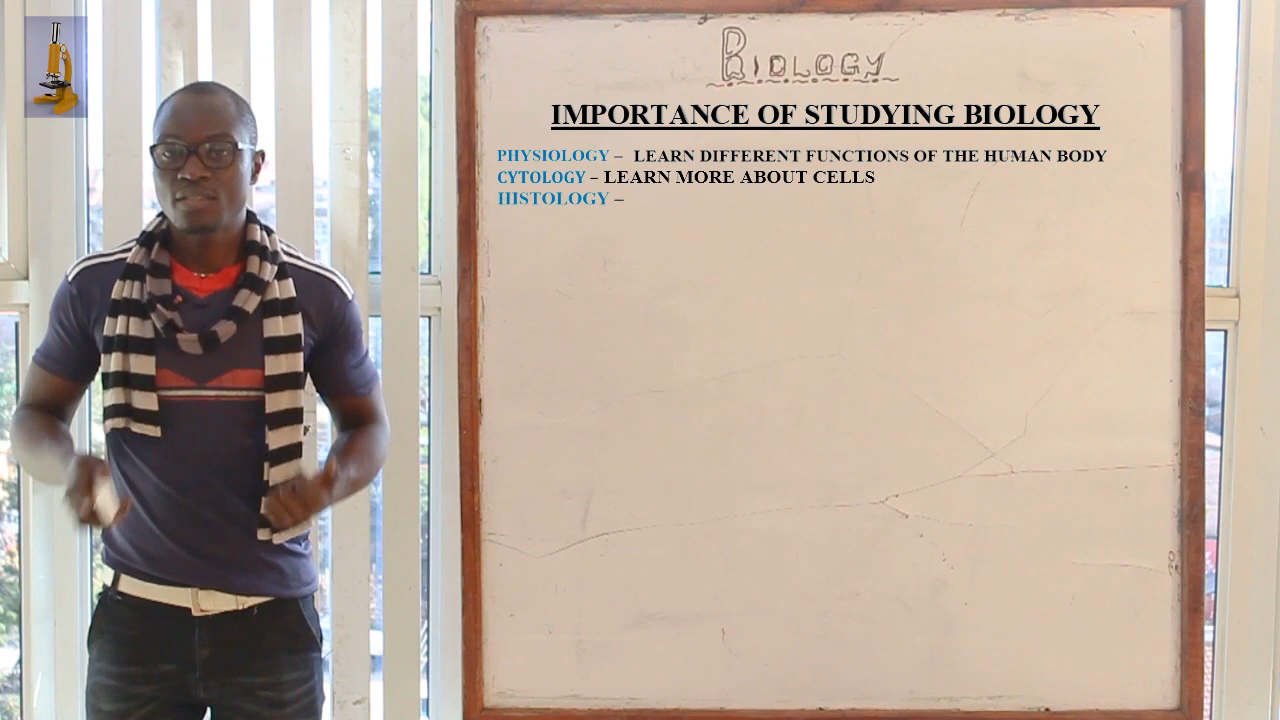 BIOLOGY
IMPORTANCE OF STUDYING BIOLOGY
PHYSIOLOGY – LEARN DIFFERENT FUNCTIONS OF THE HUMAN BODY
CYTOLOGY – LEARN MORE ABOUT CELLS
HISTOLOGY –